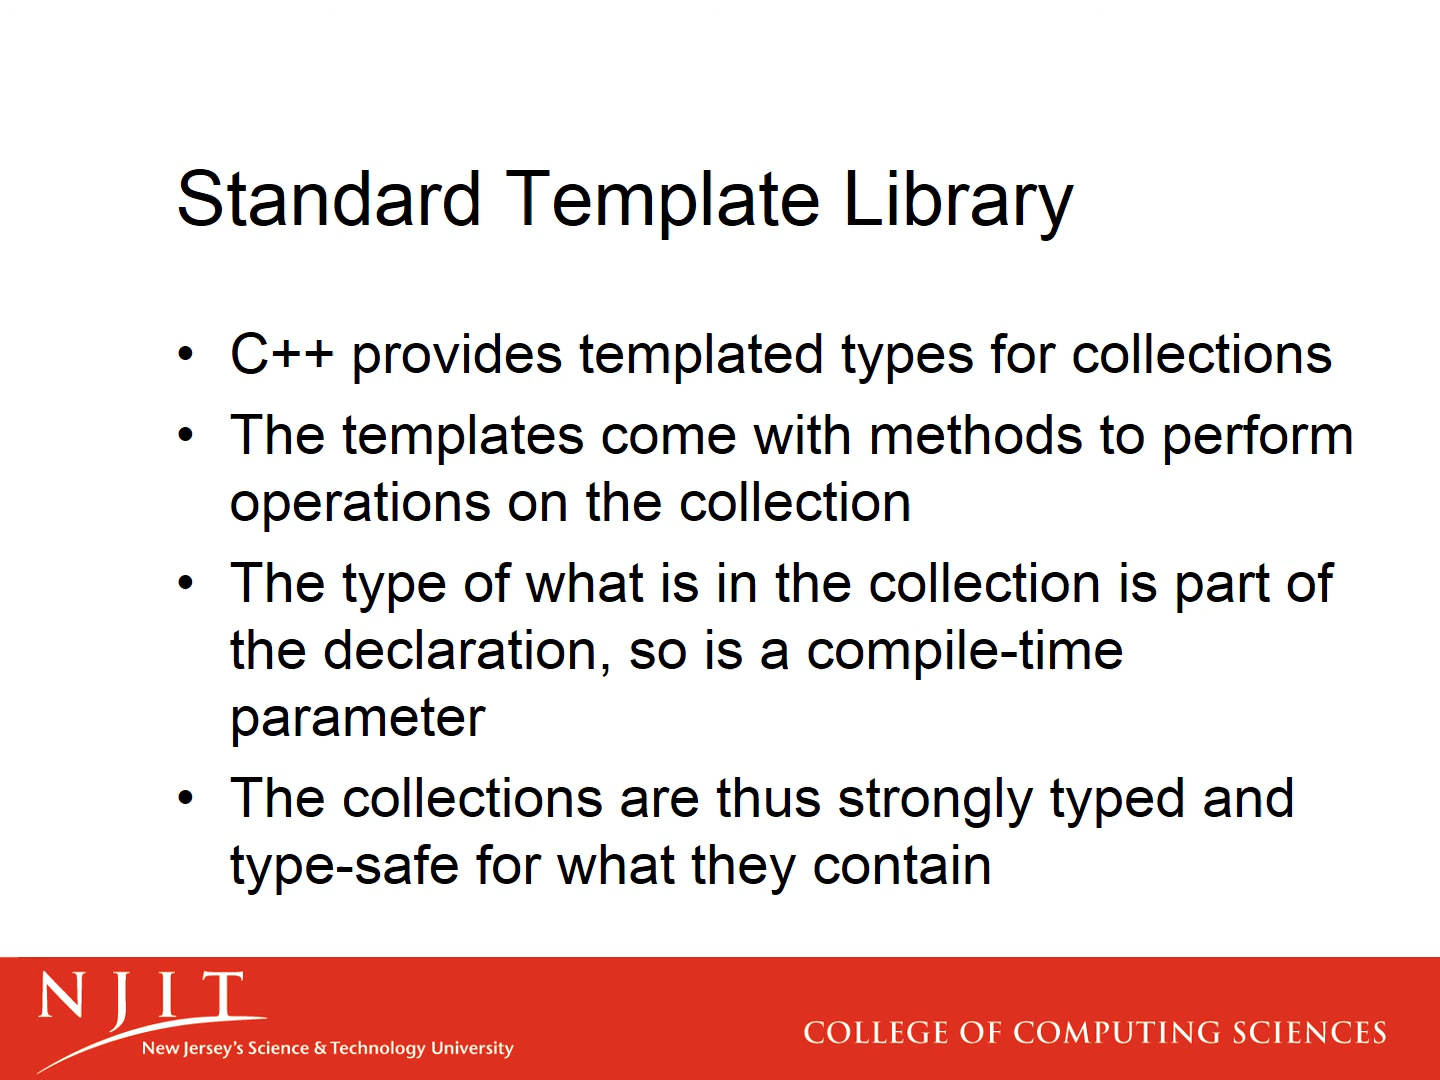 Standard Template Library
• C++ provides templated types for collections
• The templates come with methods to perform
operations on the collection
• The type of what is in the collection is part of
the declaration, so is a compile-time
parameter
• The collections are thus strongly typed and
type-safe for what they contain
NJIT
New Jersey's Science & Technology University
COLLEGE OF COMPUTING SCIENCES